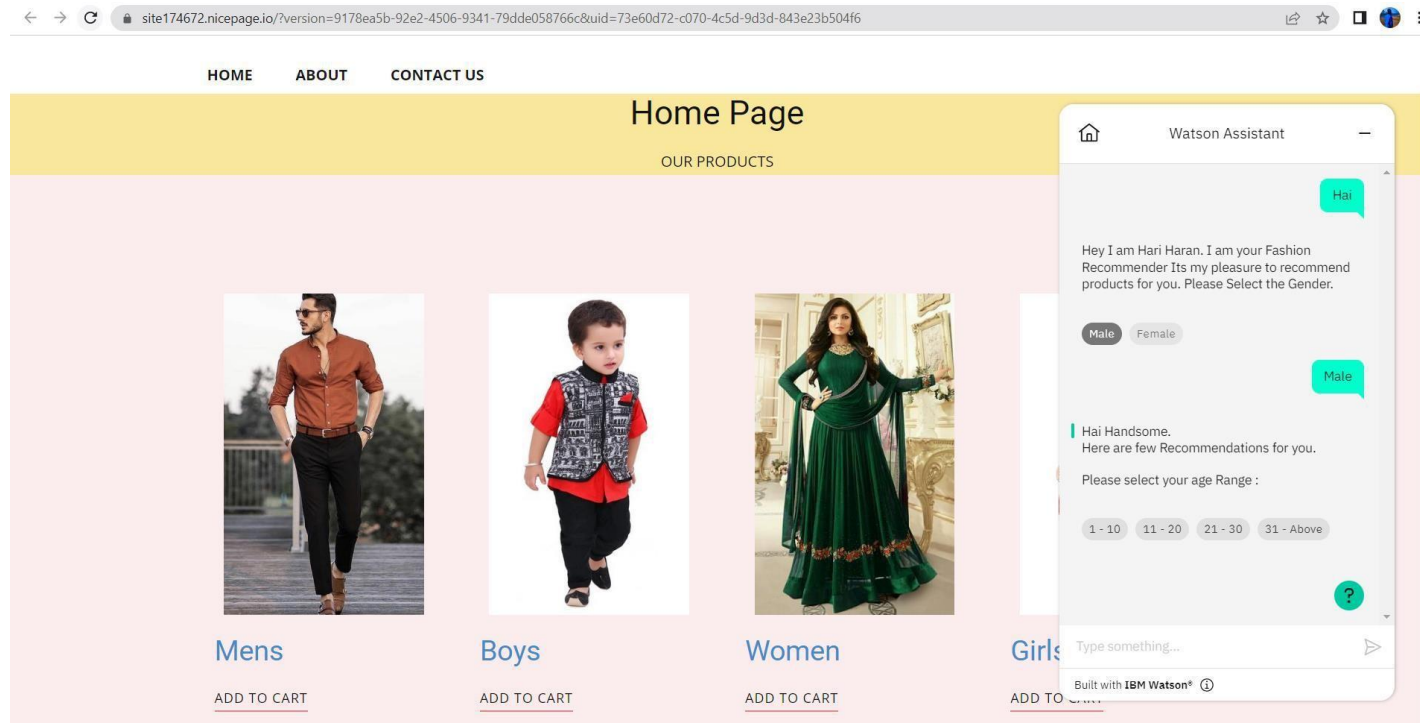 site174672.nicepage.io/?version=9178ea5b-92e2-4506-9341-79dde058766c&uid=73e60d72-c070-4c5d-9d3d-843e23b504f6
HOME ABOUT CONTACT US
Home Page
OUR PRODUCTS
Mens
ADD TO CART
Boys
ADD TO CART
Women
ADD TO CART
Girls
ADD TO CART
Watson Assistant
Hai
Hey I am Hari Haran. I am your Fashion
Recommender Its my pleasure to recommend
products for you. Please Select the Gender.
Male Female
Male
Hai Handsome.
Here are few Recommendations for you.
Please select your age Range :
1 - 10 11 - 20 21 - 30 31 - Above
?
Type something...
Built with IBM Watson®